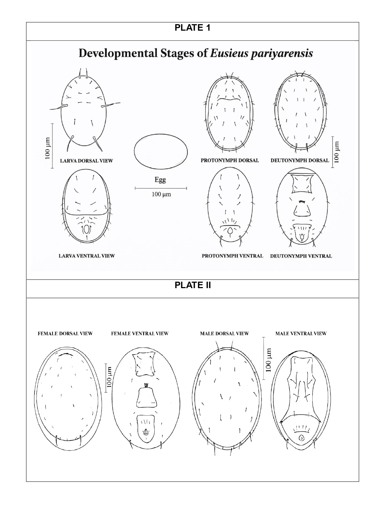 PLATE 1
Developmental Stages of Eusieus pariyarensis
100 µm
LARVA DORSAL VIEW
Egg
100 µm
PROTONYMPH DORSAL
DEUTONYMPH DORSAL
100 µm
LARVA VENTRAL VIEW
PROTONYMPH VENTRAL
DEUTONYMPH VENTRAL
PLATE II
FEMALE DORSAL VIEW
FEMALE VENTRAL VIEW
MALE DORSAL VIEW
MALE VENTRAL VIEW
100 µm
100 µm